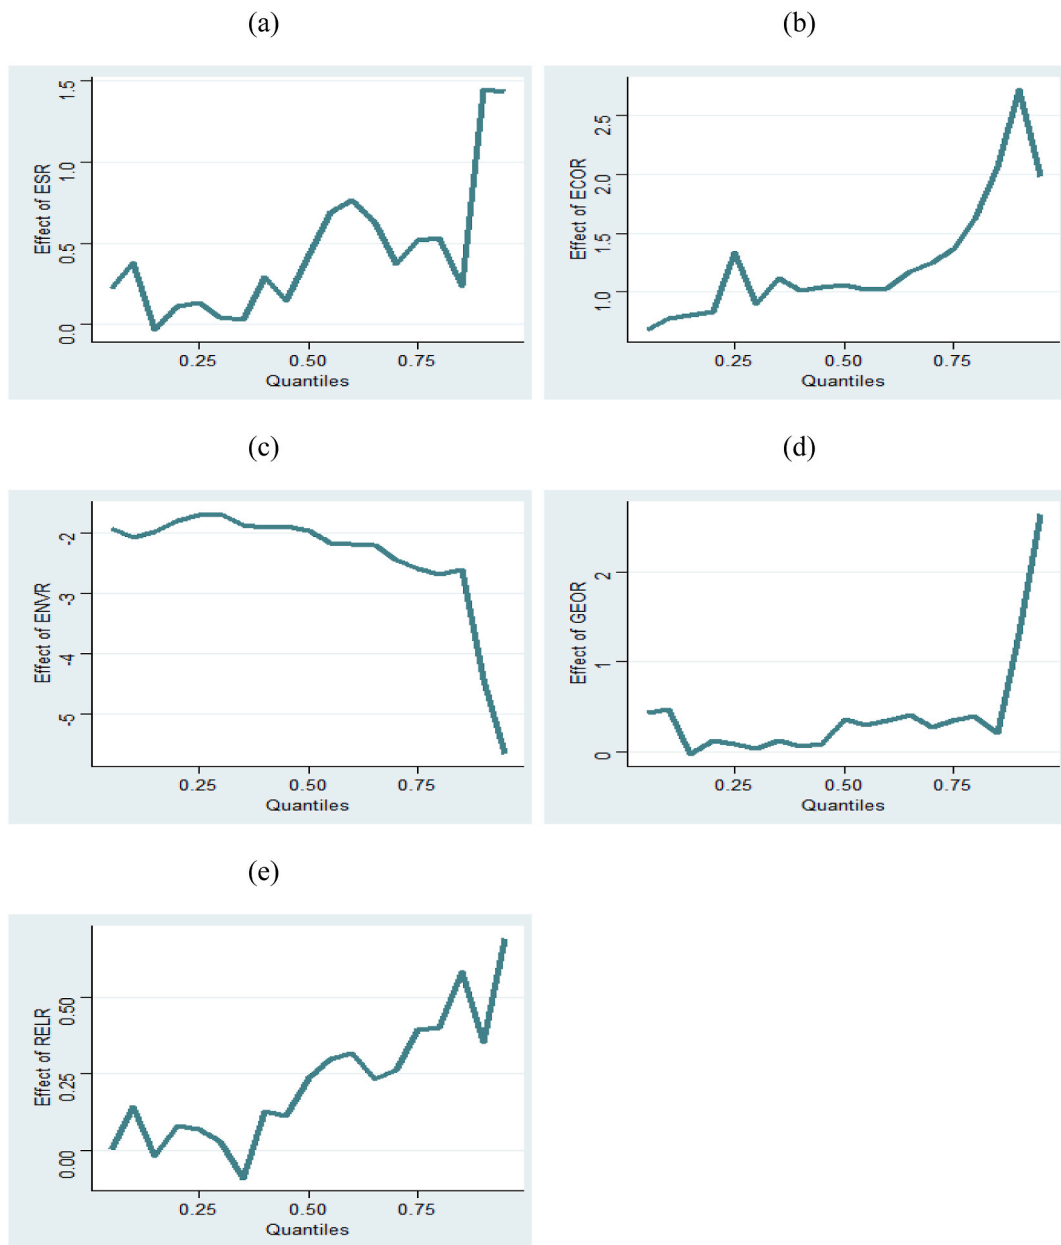 (a)
Effect of ESR
1.5
1.0
0.5
0.0
0.25 0.50 0.75
Quantiles
(b)
Effect of ECOR
2.5
2.0
1.5
1.0
0.25 0.50 0.75
Quantiles
(c)
Effect of ENVR
-2
-3
-4
-5
0.25 0.50 0.75
Quantiles
(d)
Effect of GEOR
2
1
0
0.25 0.50 0.75
Quantiles
(e)
Effect of RELR
0.50
0.25
0.00
0.25 0.50 0.75
Quantiles